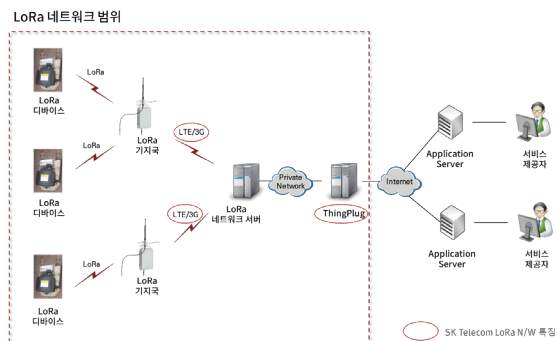 LoRa 네트워크 범위
LoRa
LoRa
디바이스
LoRa
기지국
LTE/3G
LoRa
LoRa
디바이스
LoRa
네트워크 서버
Private
Network
ThingPlug
Internet
Application
Server
서비스
제공자
LTE/3G
LoRa
LoRa
디바이스
LoRa
기지국
Application
Server
서비스
제공자
SK Telecom LoRa N/W 특징